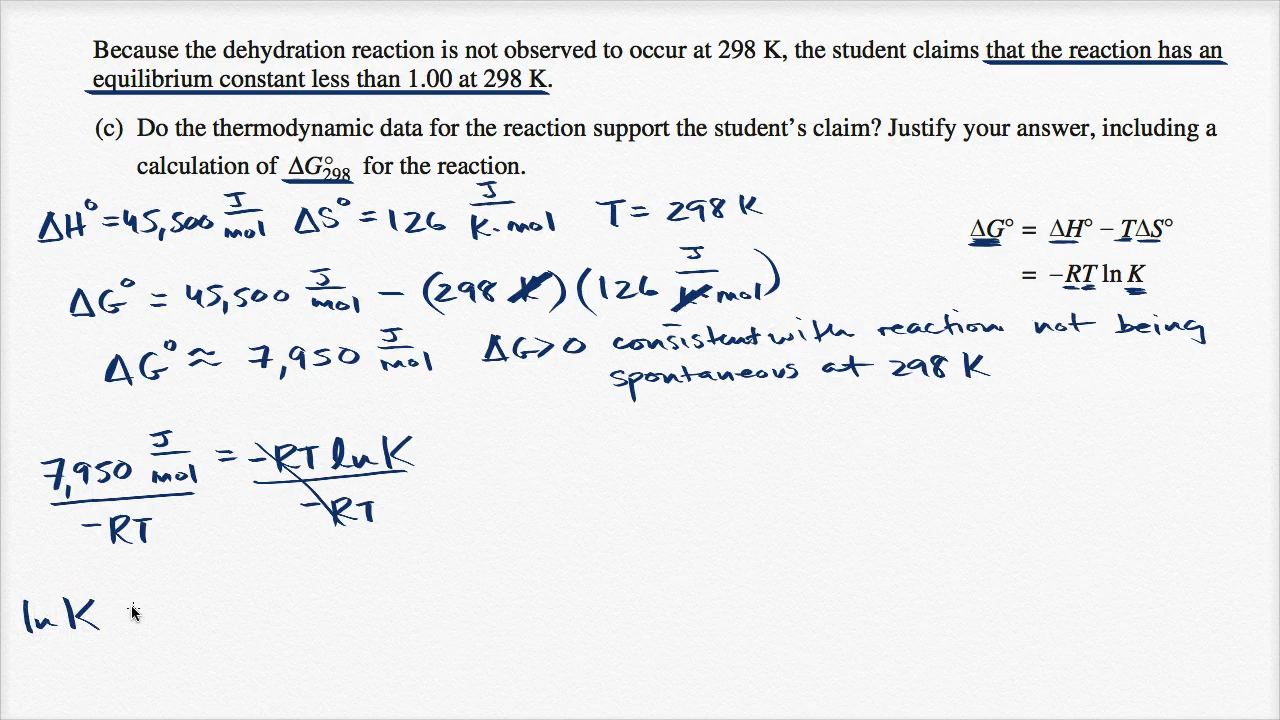 Because the dehydration reaction is not observed to occur at 298 K, the student claims that the reaction has an
equilibrium constant less than 1.00 at 298 K.
(c) Do the thermodynamic data for the reaction support the student's claim? Justify your answer, including a
calculation of ΔG°298 for the reaction.
ΔH° = 45,500 J/mol ΔS° = 126 J/K·mol T = 298 K
ΔG° = ΔH° − TΔS°
= −RT ln K
ΔG° = 45,500 J/mol − (298 K)(126 J/K mol)
ΔG° ≈ 7,950 J/mol ΔG>0 consistent with reaction not being
spontaneous at 298 K
7,950 J/mol / −RT = −RT ln K / −RT
ln K